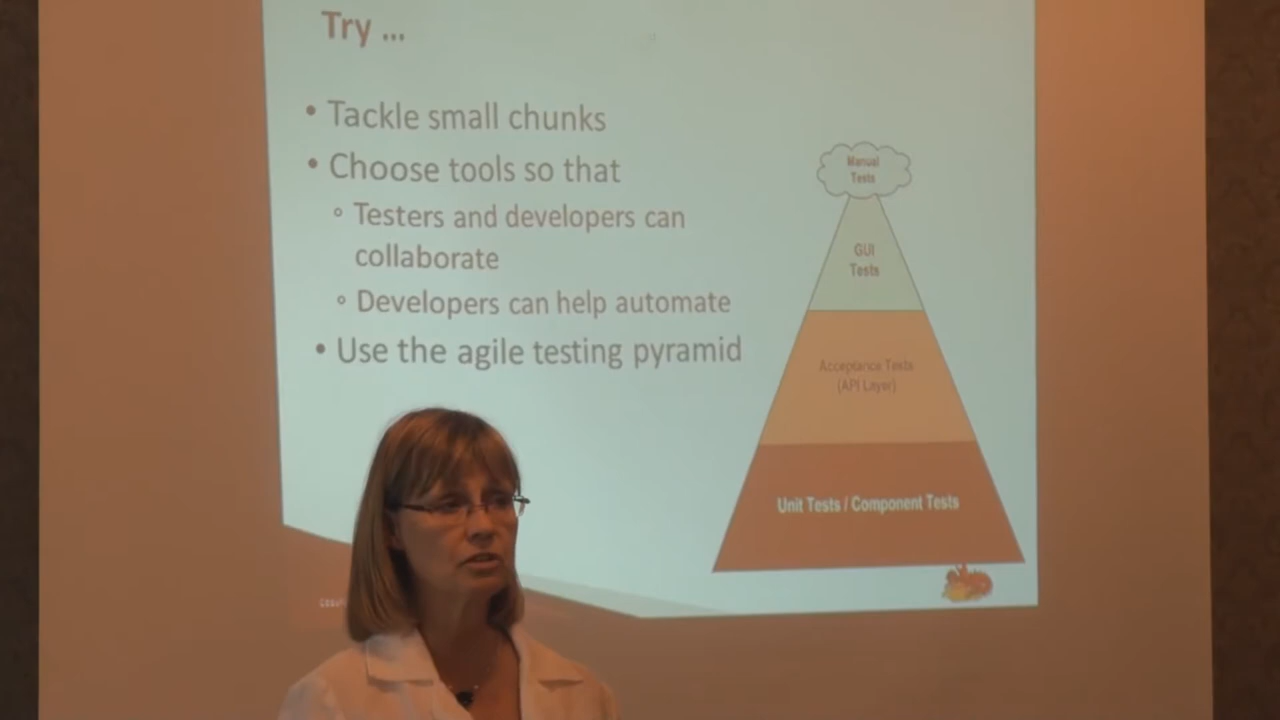 Try ...
• Tackle small chunks
• Choose tools so that
◦ Testers and developers can
collaborate
◦ Developers can help automate
• Use the agile testing pyramid
Manual
Tests
GUI
Tests
Acceptance Tests
(API Layer)
Unit Tests / Component Tests